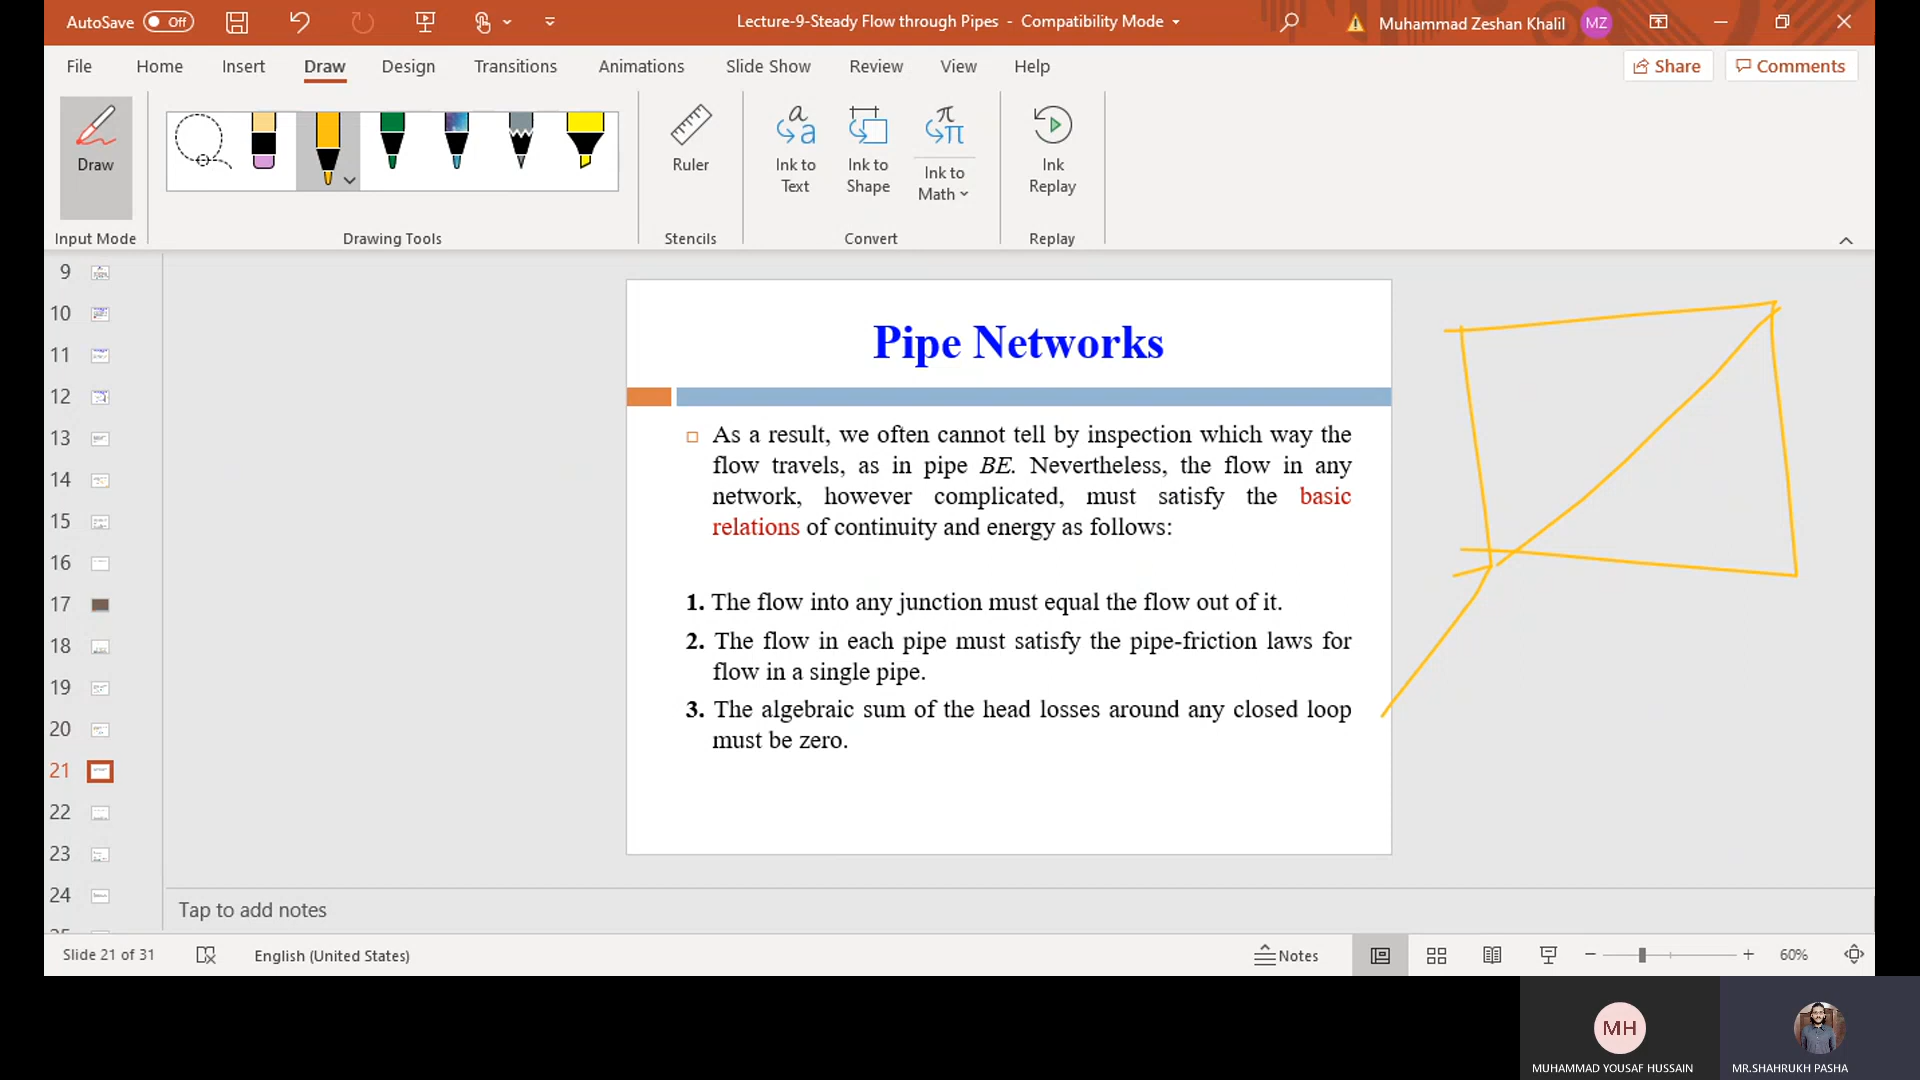 AutoSave Off
Lecture-9-Steady Flow through Pipes - Compatibility Mode
Muhammad Zeshan Khalil MZ
File Home Insert Draw Design Transitions Animations Slide Show Review View Help
Share Comments
Draw
Ruler
Ink to Text
Ink to Shape
Ink to Math
Ink Replay
Input Mode Drawing Tools Stencils Convert Replay
9
10
11
12
13
14
15
16
17
18
19
20
21
22
23
24
Pipe Networks
As a result, we often cannot tell by inspection which way the
flow travels, as in pipe BE. Nevertheless, the flow in any
network, however complicated, must satisfy the basic
relations of continuity and energy as follows:
1. The flow into any junction must equal the flow out of it.
2. The flow in each pipe must satisfy the pipe-friction laws for
flow in a single pipe.
3. The algebraic sum of the head losses around any closed loop
must be zero.
Tap to add notes
Slide 21 of 31 English (United States) Notes 60%
MH
MUHAMMAD YOUSAF HUSSAIN MR.SHAHRUKH PASHA